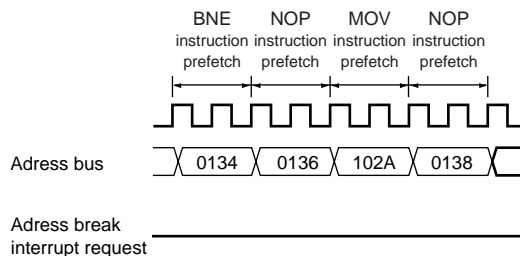 BNE NOP MOV NOP
instruction instruction instruction instruction
prefetch prefetch prefetch prefetch
Adress bus 0134 0136 102A 0138
Adress break
interrupt request